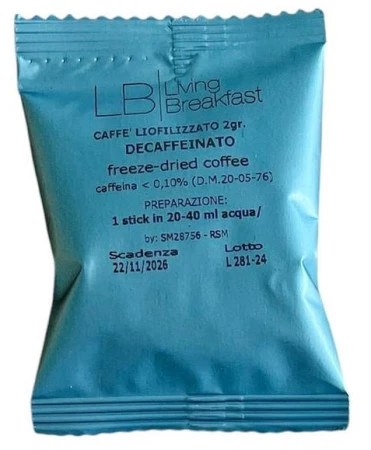 LB | Living
Breakfast
CAFFE' LIOFILIZZATO 2gr.
DECAFFEINATO
freeze-dried coffee
caffeina < 0,10% (D.M.20-05-76)
PREPARAZIONE:
1 stick in 20-40 ml acqua/
by: SM28756 - RSM
Scadenza Lotto
22/11/2026 L 281-24